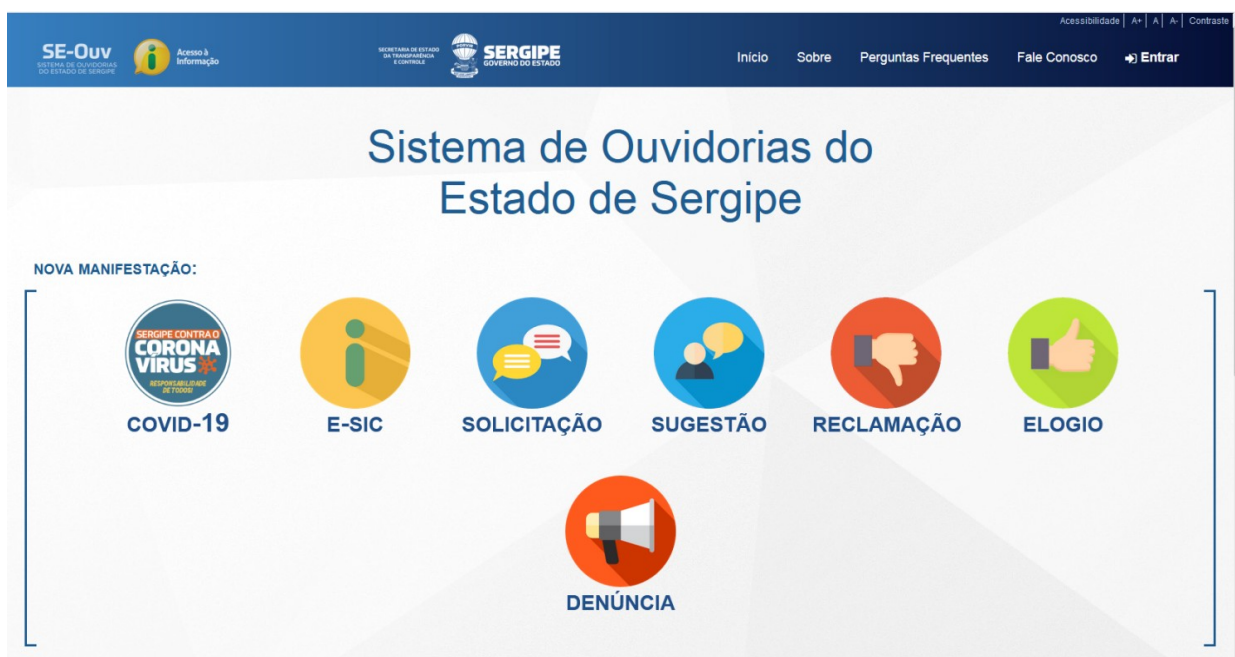 Acessibilidade A+ A A- Contraste
SE-Ouv
SISTEMA DE OUVIDORIAS
DO ESTADO DE SERGIPE
Acesso à
Informação
SECRETARIA DE ESTADO
DA TRANSPARÊNCIA
E CONTROLE
SERGIPE
GOVERNO DO ESTADO
Início Sobre Perguntas Frequentes Fale Conosco Entrar
Sistema de Ouvidorias do
Estado de Sergipe
NOVA MANIFESTAÇÃO:
SERGIPE CONTRA O
CORONA
VÍRUS
RESPONSABILIDADE
DE TODOS!
COVID-19 E-SIC SOLICITAÇÃO SUGESTÃO RECLAMAÇÃO ELOGIO
DENÚNCIA